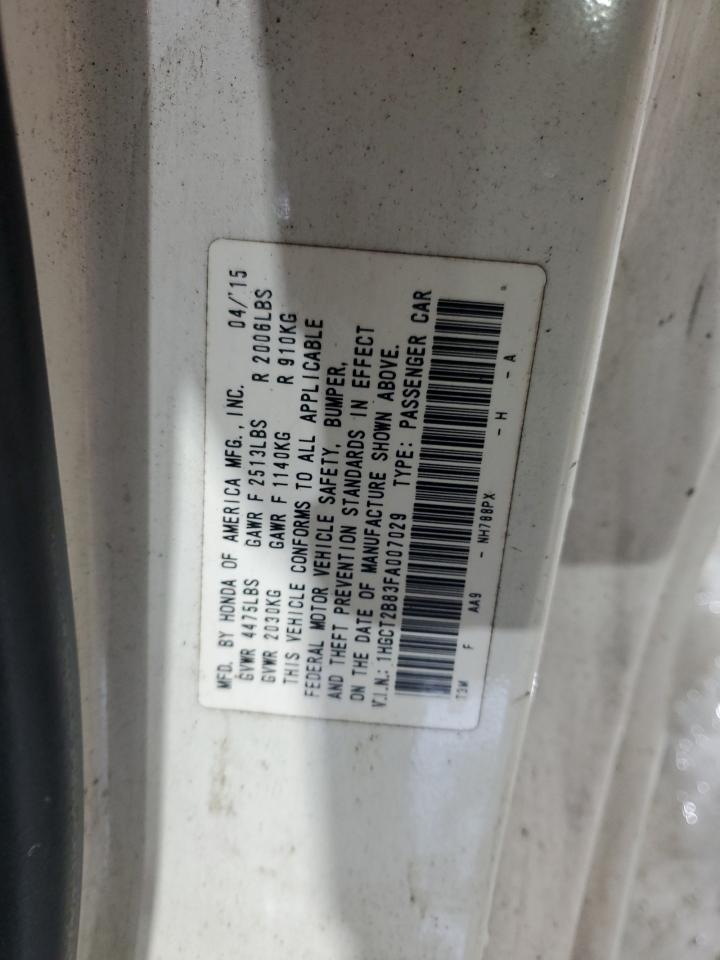 MFD. BY HONDA OF AMERICA MFG., INC. 04/'15
GVWR 4475LBS GAWR F 2513LBS R 2006LBS
GVWR 2030KG GAWR F 1140KG R 910KG
THIS VEHICLE CONFORMS TO ALL APPLICABLE
FEDERAL MOTOR VEHICLE SAFETY, BUMPER,
AND THEFT PREVENTION STANDARDS IN EFFECT
ON THE DATE OF MANUFACTURE SHOWN ABOVE.
V.I.N.: 1HGCT2B83FA007029 TYPE: PASSENGER CAR
T3M F AA9 - NH788PX - H - A